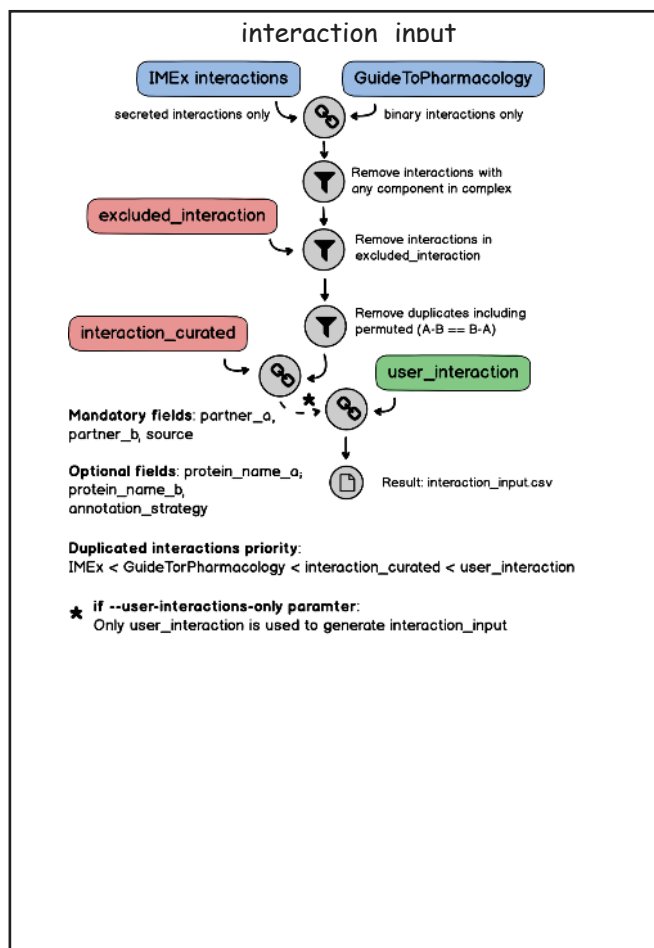 interaction_input
IMEx interactions
GuideToPharmacology
secreted interactions only
binary interactions only
Remove interactions with
any component in complex
excluded_interaction
Remove interactions in
excluded_interaction
Remove duplicates including
permuted (A-B == B-A)
interaction_curated
user_interaction
*
Mandatory fields: partner_a,
partner_b, source
Optional fields: protein_name_a;
protein_name_b,
annotation_strategy
Result: interaction_input.csv
Duplicated interactions priority:
IMEx < GuideTorPharmacology < interaction_curated < user_interaction
* if --user-interactions-only paramter:
Only user_interaction is used to generate interaction_input